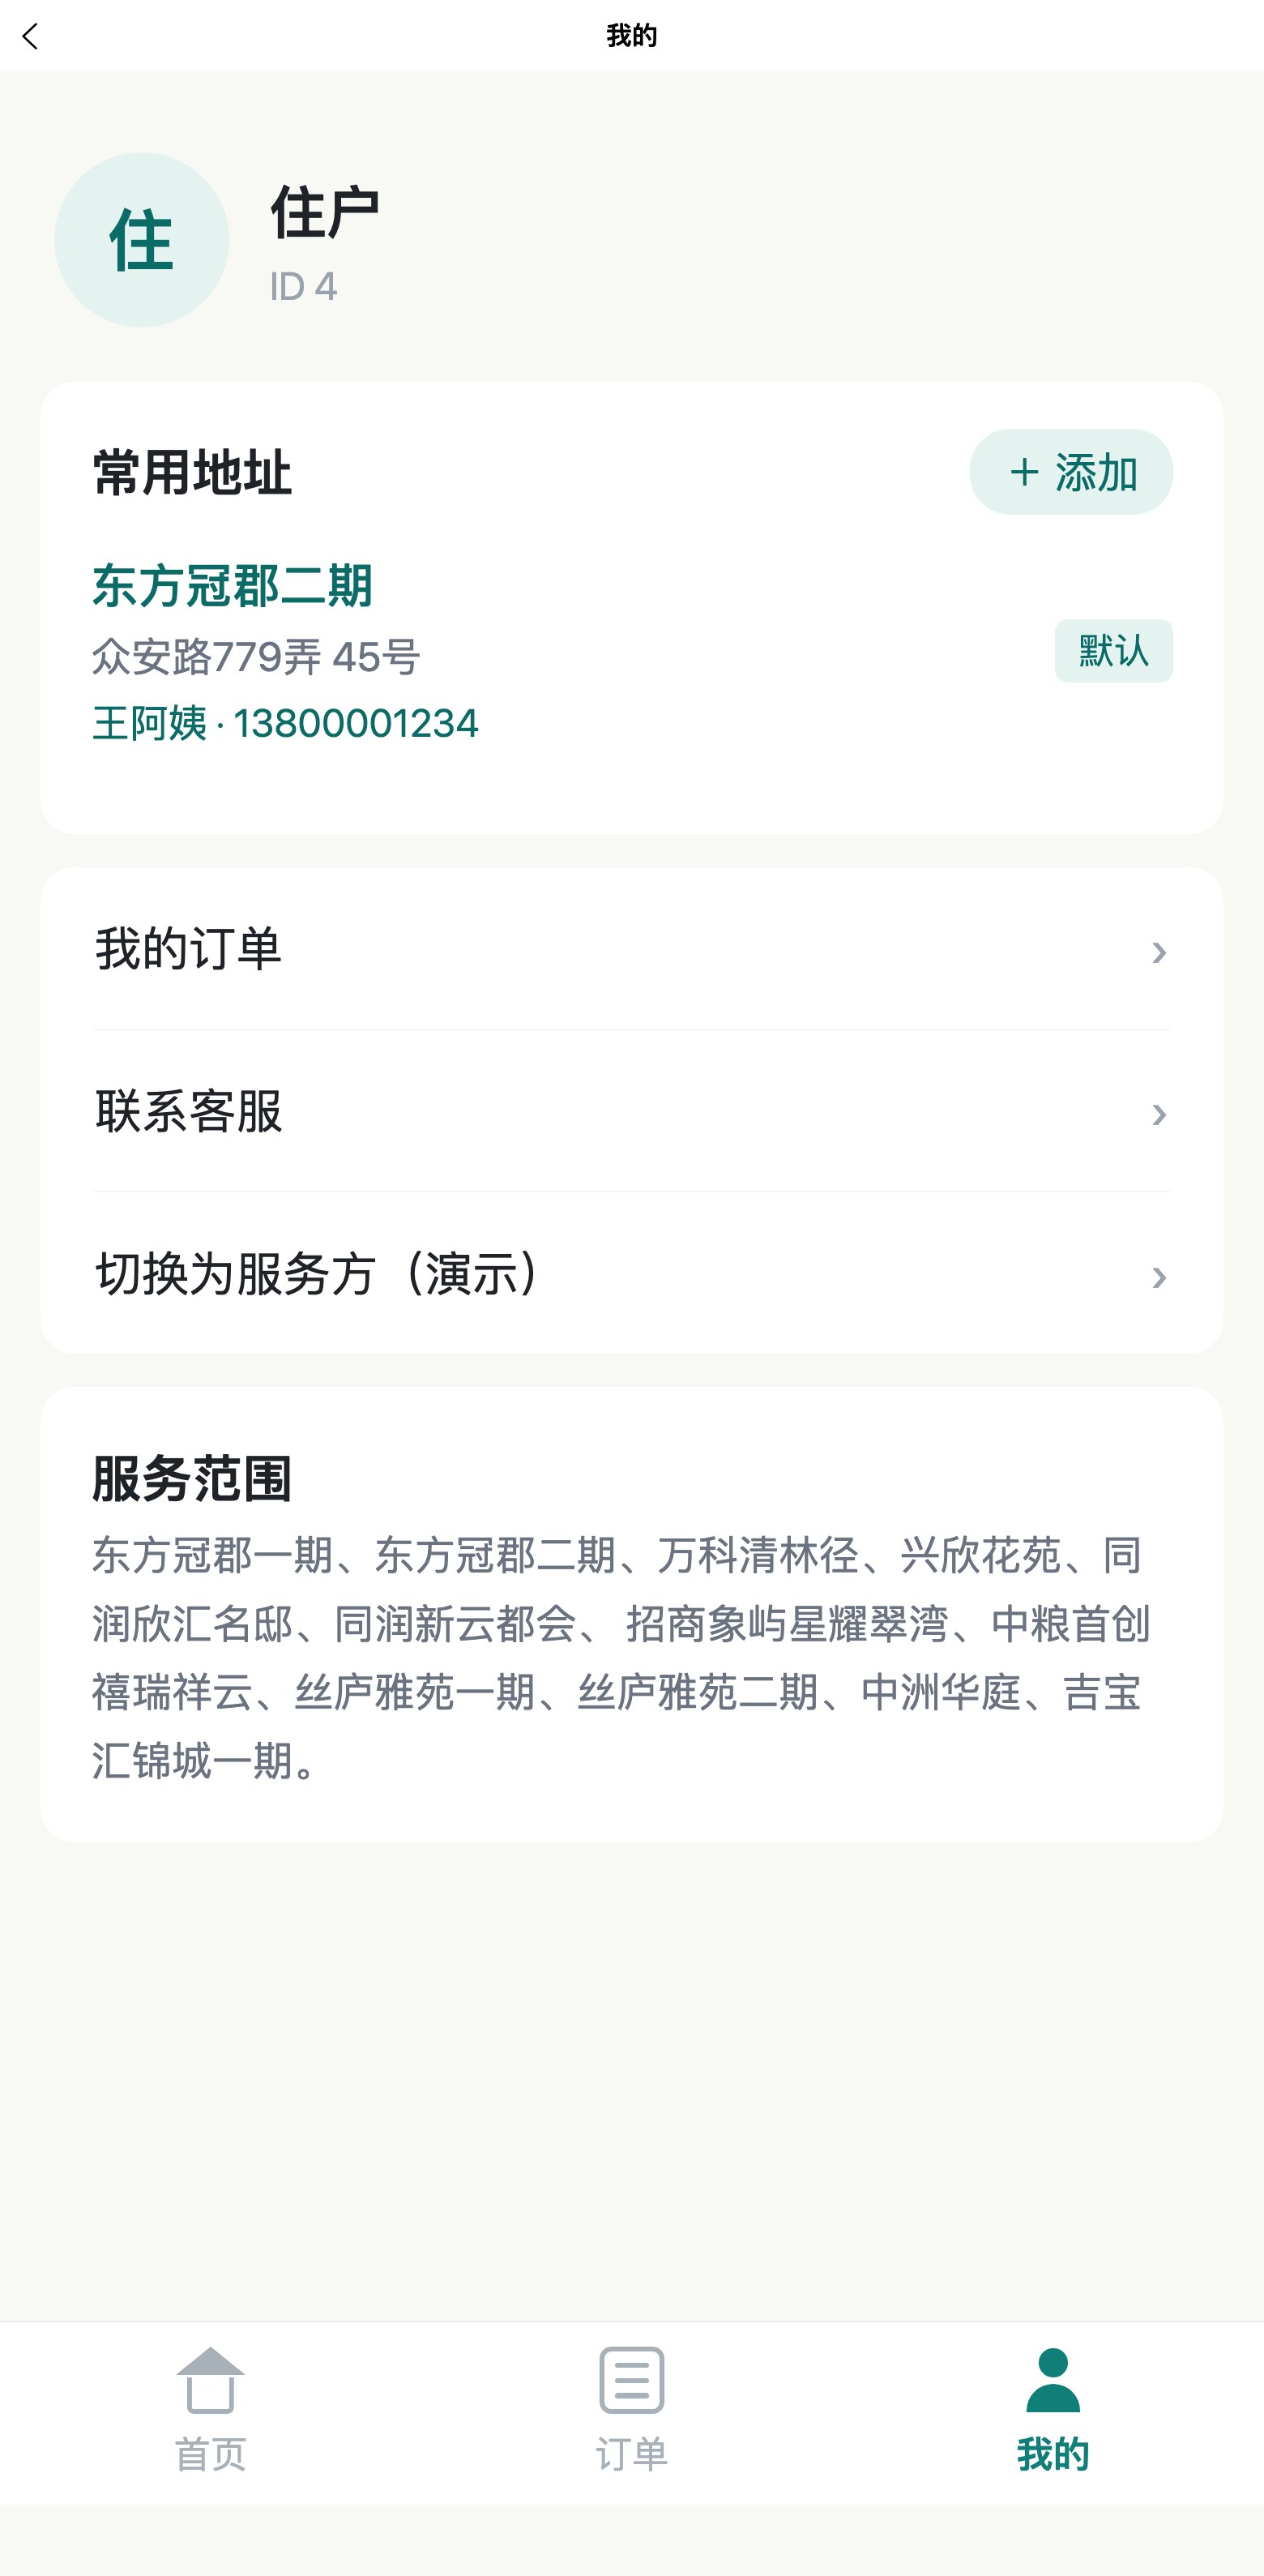 我的
住
住户
ID 4
常用地址
+ 添加
东方冠郡二期
众安路779弄 45号
默认
王阿姨 · 13800001234
我的订单
›
联系客服
›
切换为服务方（演示）
›
服务范围
东方冠郡一期、东方冠郡二期、万科清林径、兴欣花苑、同
润欣汇名邸、同润新云都会、 招商象屿星耀翠湾、中粮首创
禧瑞祥云、丝庐雅苑一期、丝庐雅苑二期、中洲华庭、吉宝
汇锦城一期。
首页
订单
我的